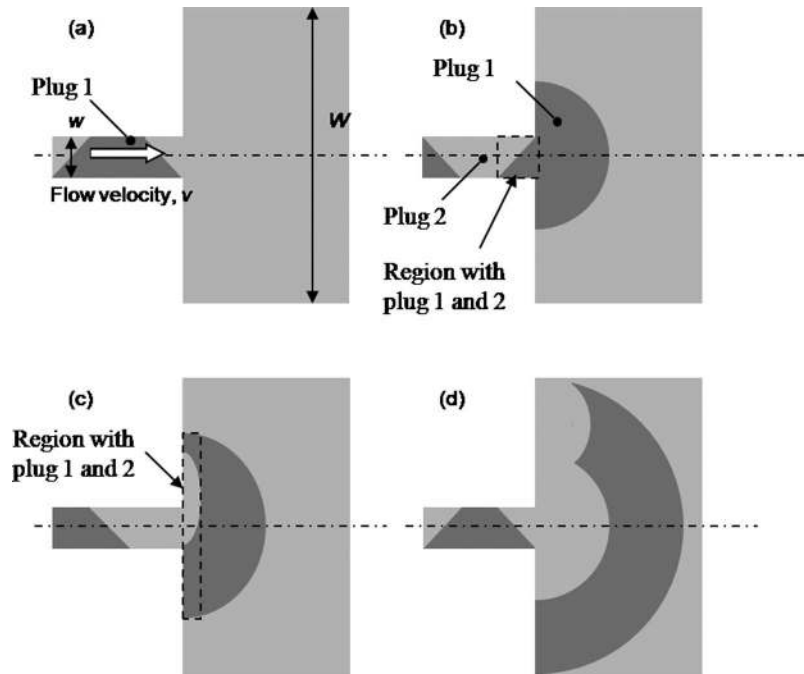 (a)
Plug 1
w
W
Flow velocity, v
(b)
Plug 1
Plug 2
Region with
plug 1 and 2
(c)
Region with
plug 1 and 2
(d)